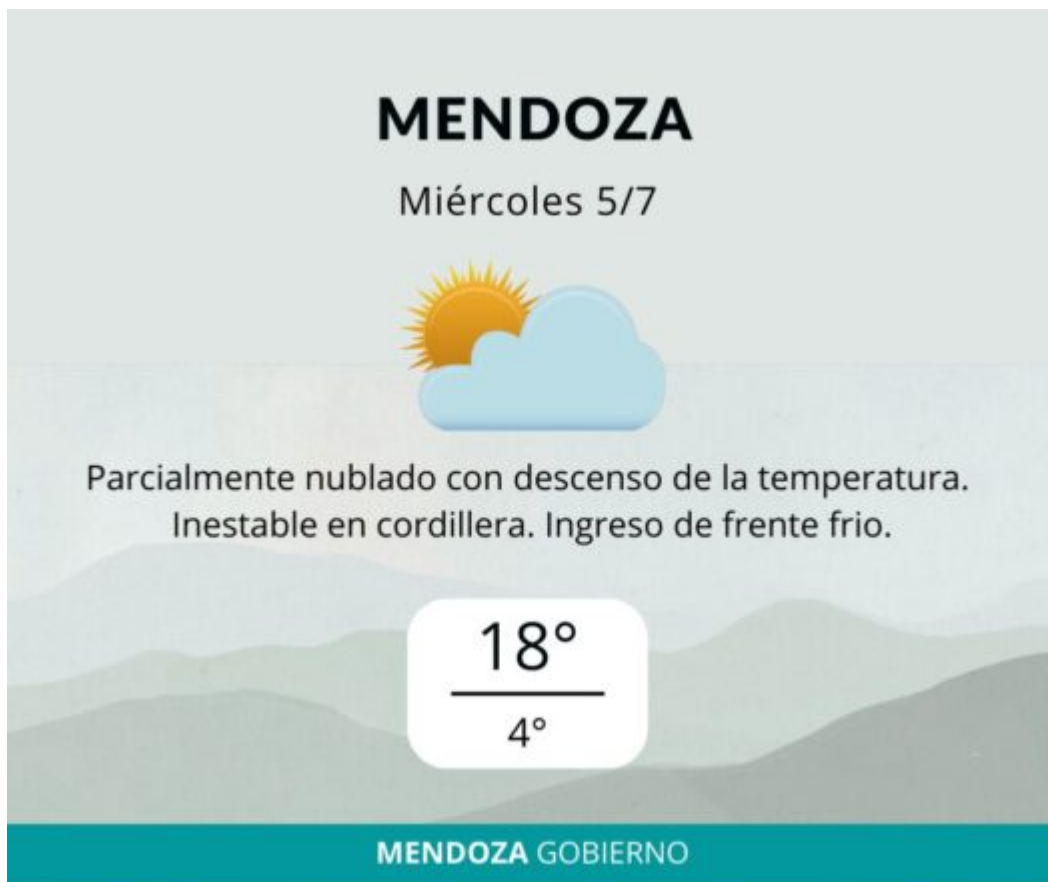 MENDOZA
Miércoles 5/7
Parcialmente nublado con descenso de la temperatura.
Inestable en cordillera. Ingreso de frente frio.
18°
4°
MENDOZA GOBIERNO